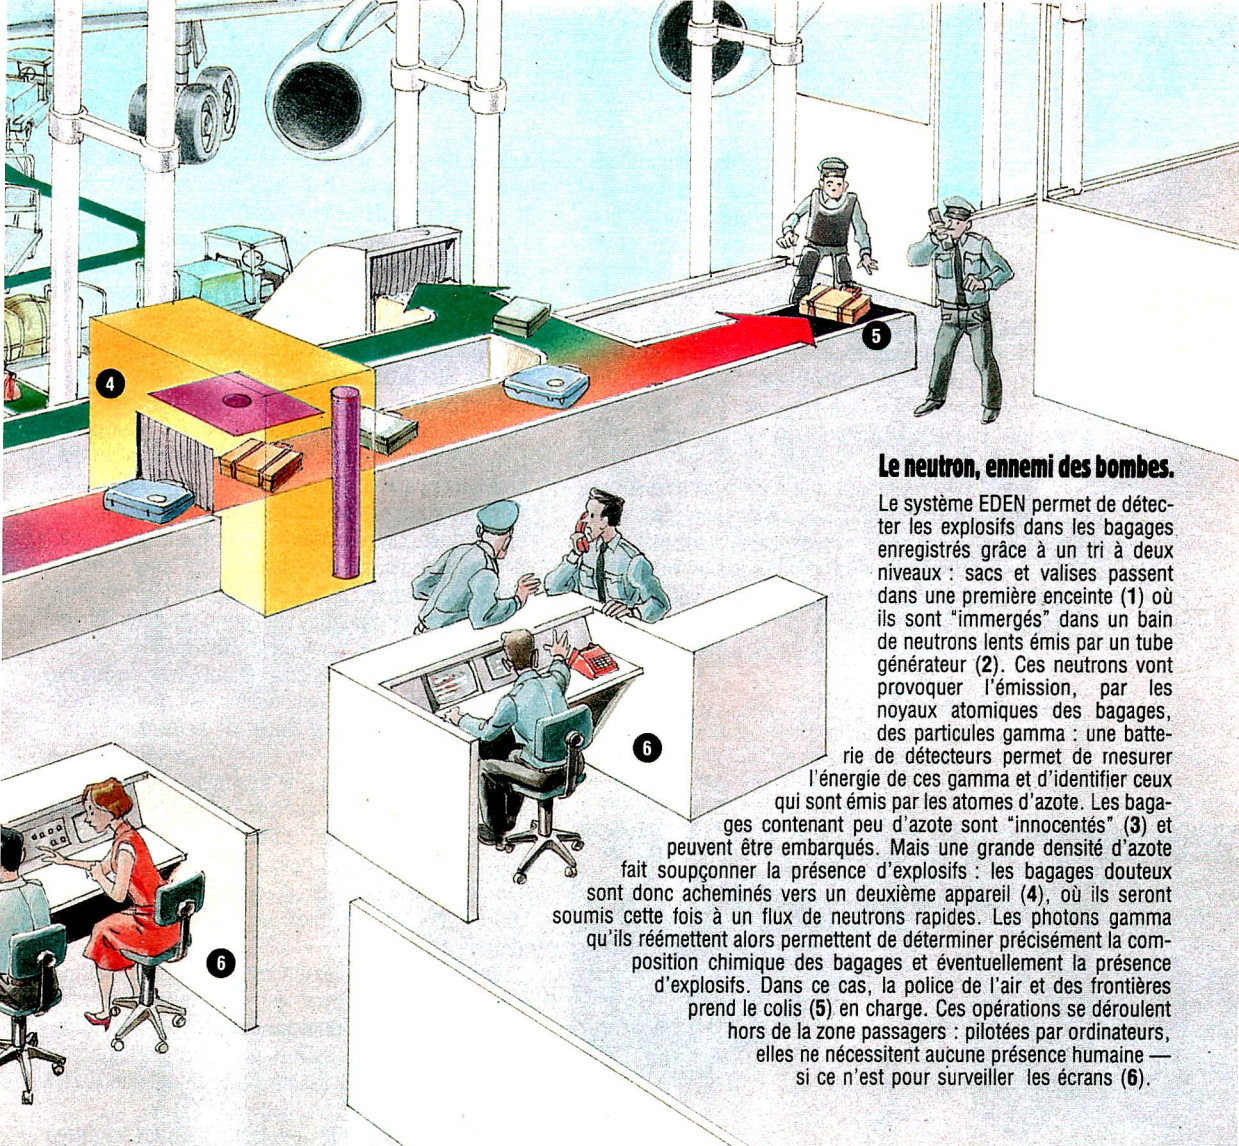 4
5
Le neutron, ennemi des bombes.
Le système EDEN permet de détec-
ter les explosifs dans les bagages
enregistrés grâce à un tri à deux
niveaux : sacs et valises passent
dans une première enceinte (1) où
ils sont "immergés" dans un bain
de neutrons lents émis par un tube
générateur (2). Ces neutrons vont
provoquer l'émission, par les
noyaux atomiques des bagages,
des particules gamma : une batte-
rie de détecteurs permet de mesurer
l'énergie de ces gamma et d'identifier ceux
qui sont émis par les atomes d'azote. Les baga-
ges contenant peu d'azote sont "innocentés" (3) et
peuvent être embarqués. Mais une grande densité d'azote
fait soupçonner la présence d'explosifs : les bagages douteux
sont donc acheminés vers un deuxième appareil (4), où ils seront
soumis cette fois à un flux de neutrons rapides. Les photons gamma
qu'ils réémettent alors permettent de déterminer précisément la com-
position chimique des bagages et éventuellement la présence
d'explosifs. Dans ce cas, la police de l'air et des frontières
prend le colis (5) en charge. Ces opérations se déroulent
hors de la zone passagers : pilotées par ordinateurs,
elles ne nécessitent aucune présence humaine —
si ce n'est pour surveiller les écrans (6).
6
6